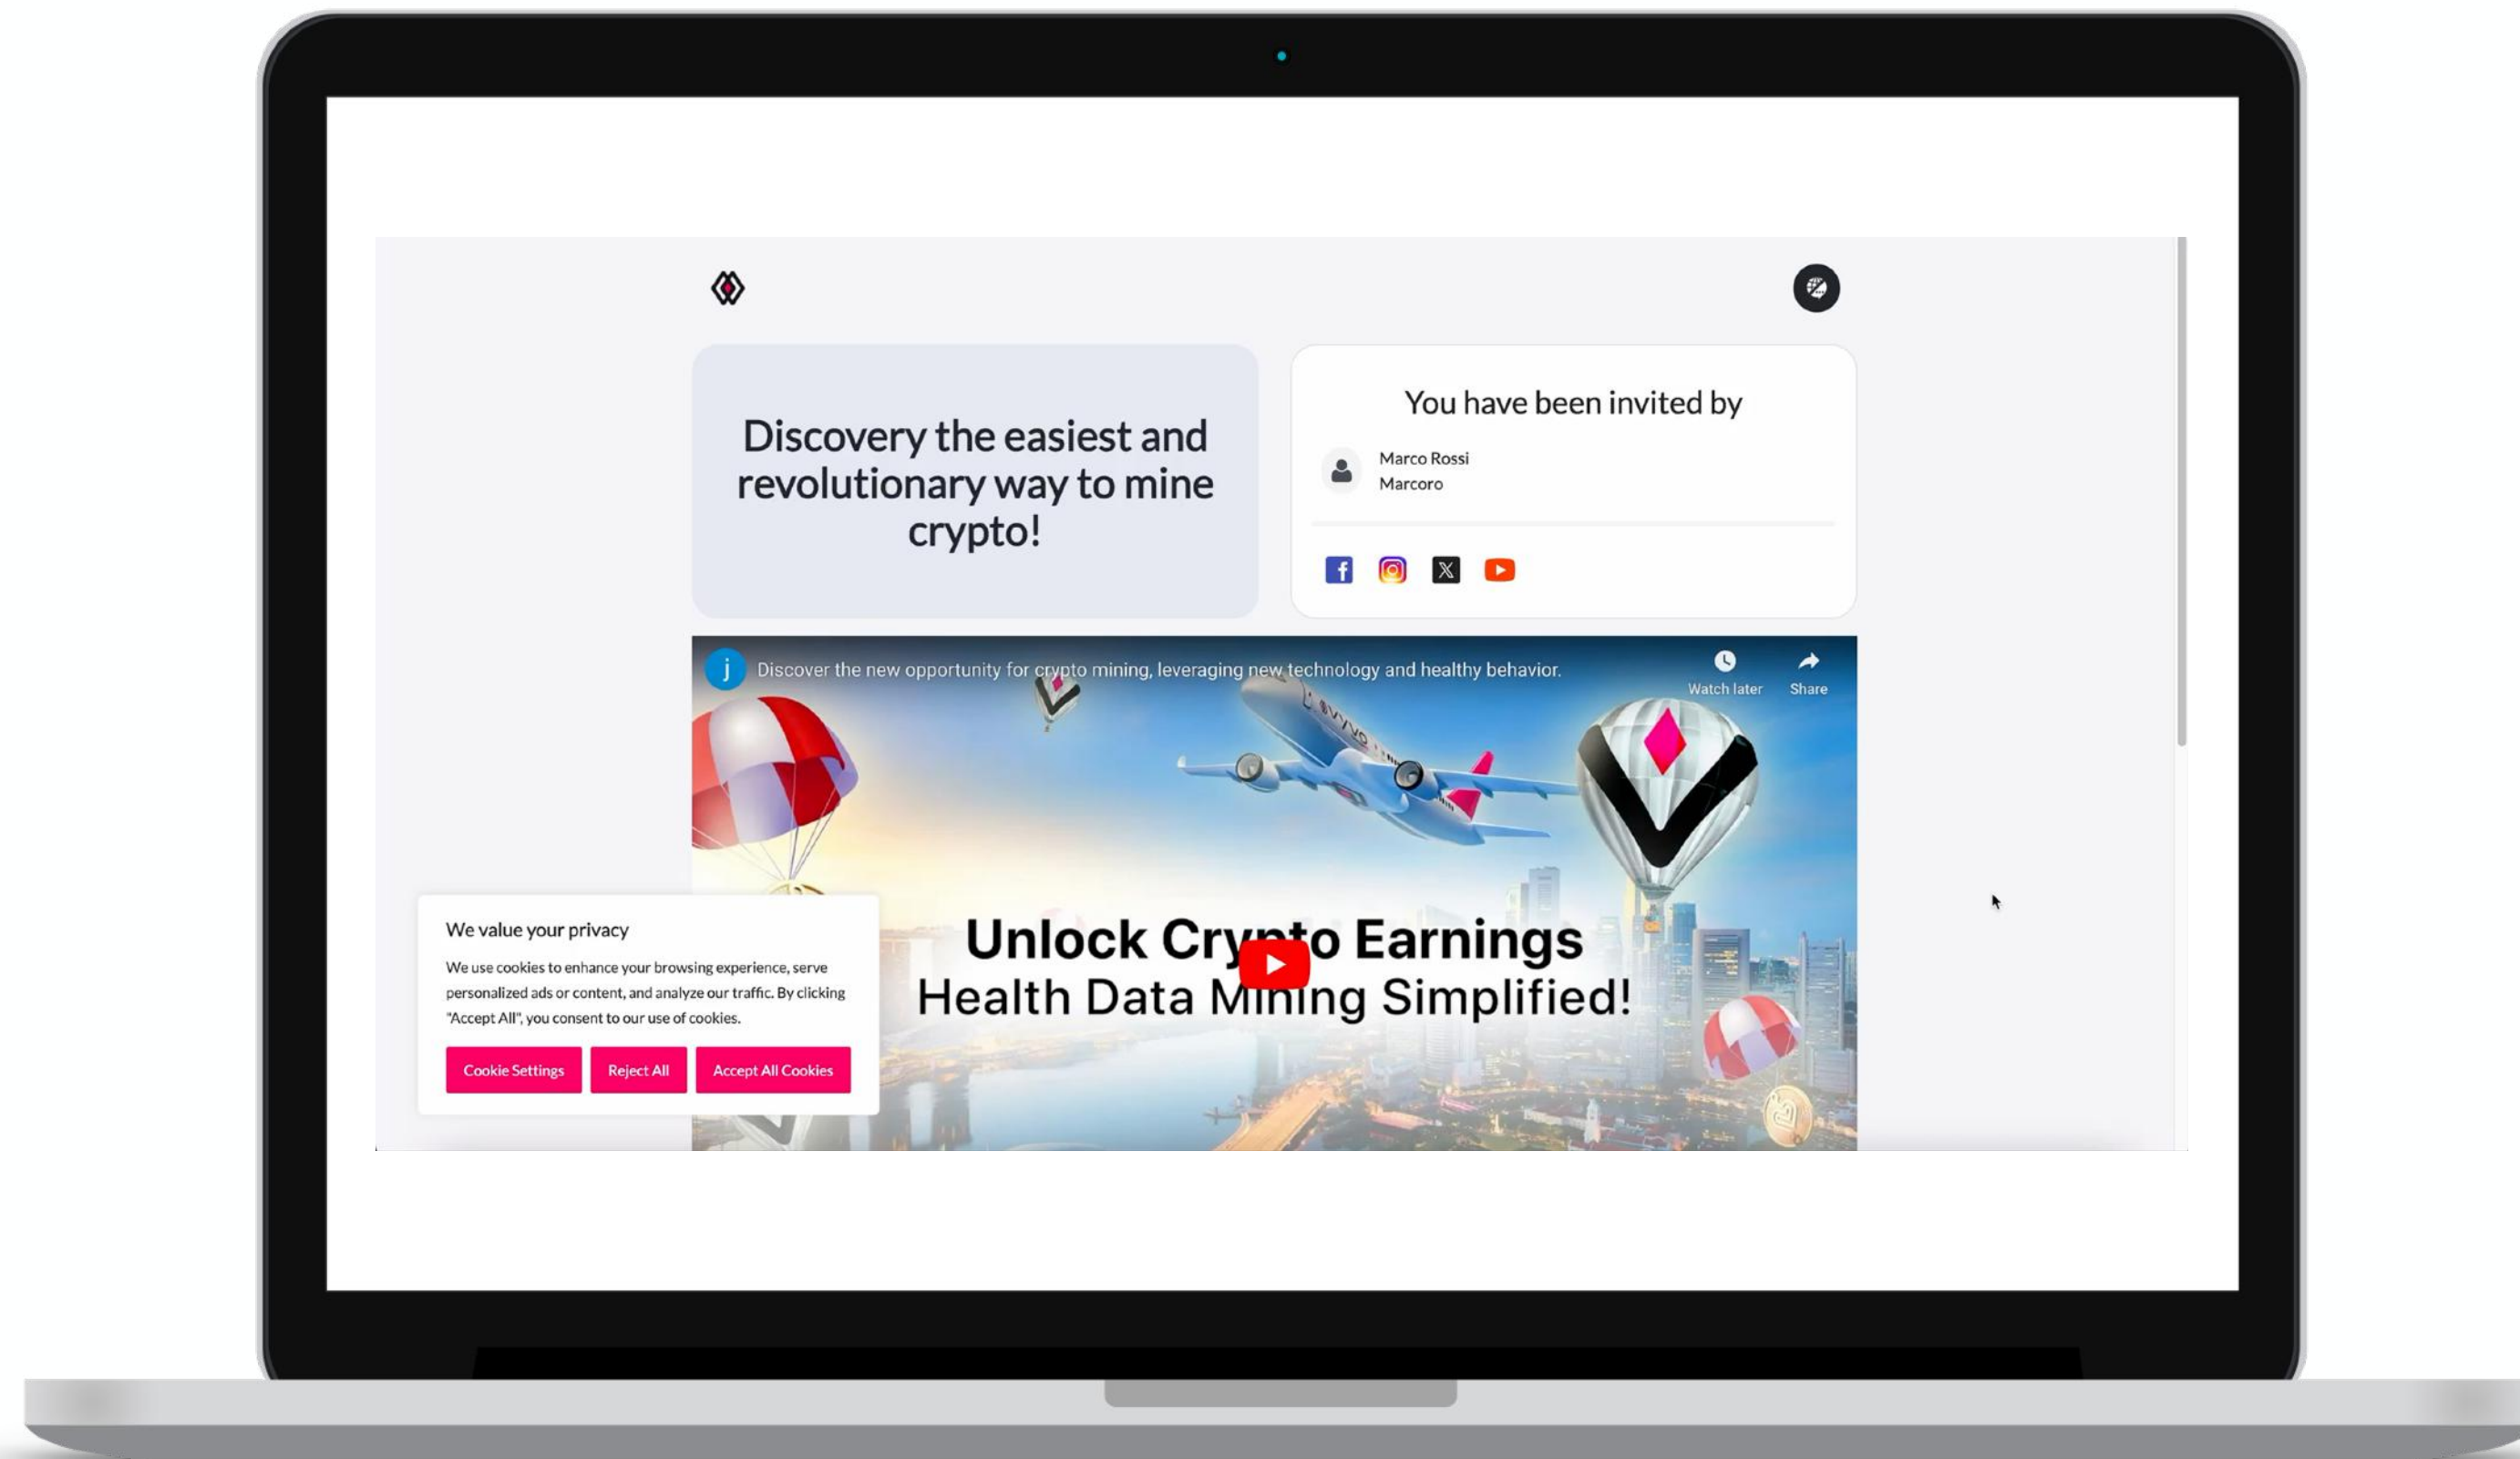 Discovery the easiest and
revolutionary way to mine
crypto!
You have been invited by
Marco Rossi
Marcoro
j
Discover the new opportunity for crypto mining, leveraging new technology and healthy behavior.
Watch later
Share
Unlock Crypto Earnings
Health Data Mining Simplified!
We value your privacy
We use cookies to enhance your browsing experience, serve
personalized ads or content, and analyze our traffic. By clicking
"Accept All", you consent to our use of cookies.
Cookie Settings
Reject All
Accept All Cookies